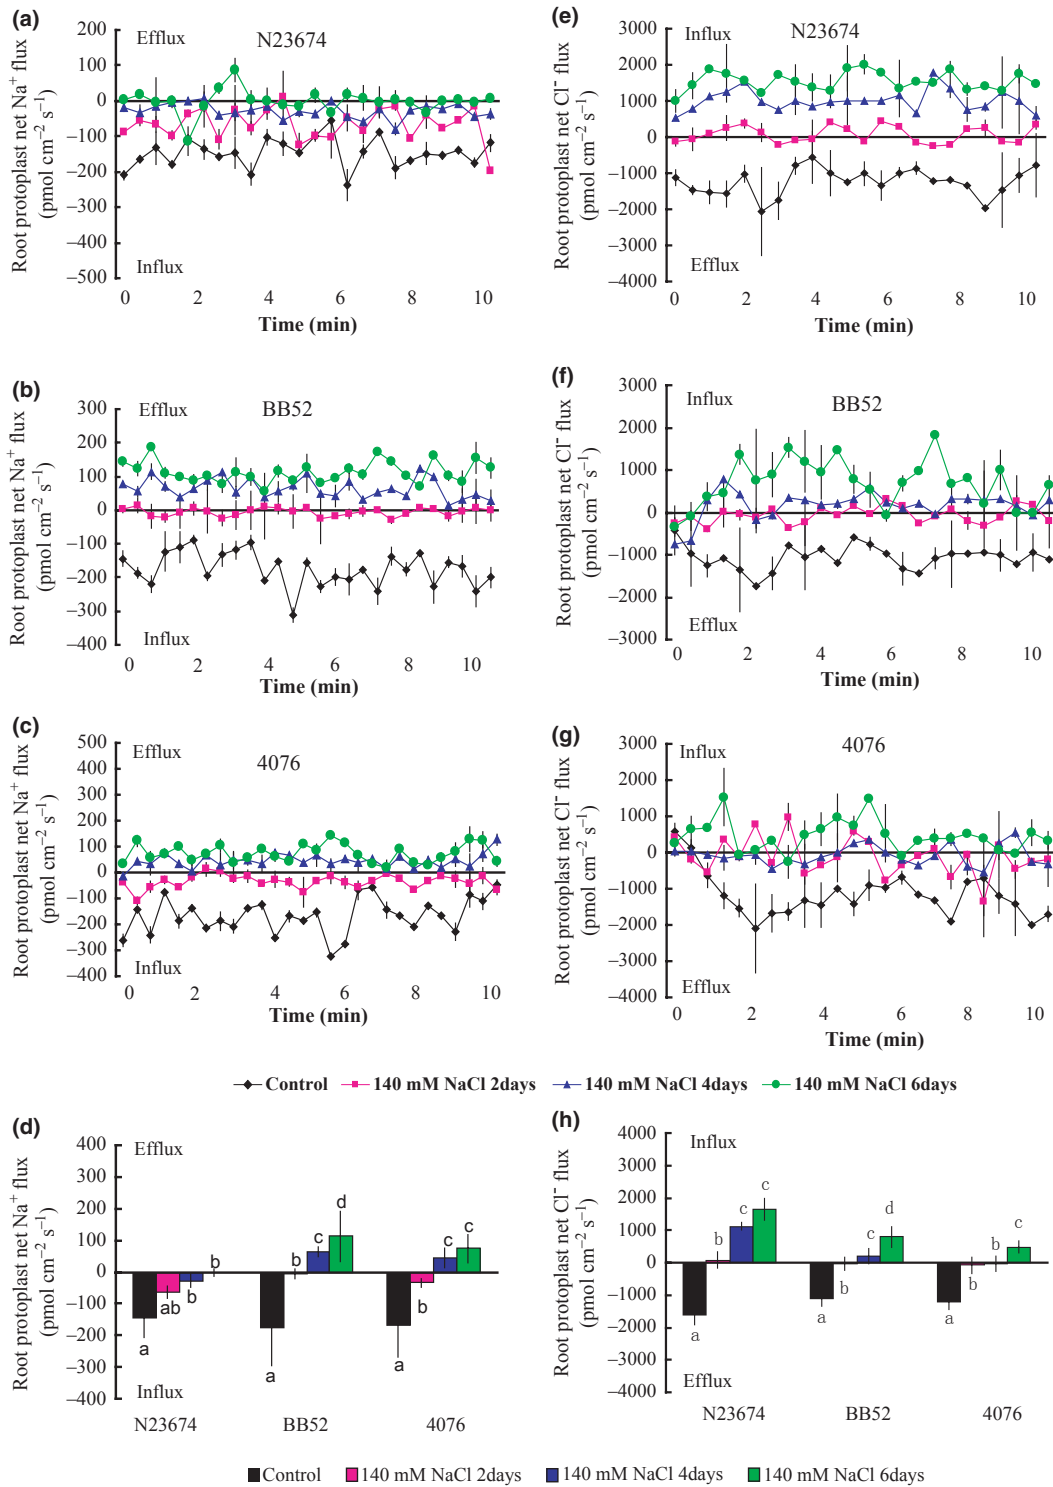 (a)
Efflux
N23674
200
100
0
−100
−200
−300
−400
−500
Influx
Root protoplast net Na⁺ flux
(pmol cm⁻² s⁻¹)
0 2 4 6 8 10
Time (min)
(e)
Influx
N23674
3000
2000
1000
0
−1000
−2000
−3000
−4000
Efflux
Root protoplast net Cl⁻ flux
(pmol cm⁻² s⁻¹)
0 2 4 6 8 10
Time (min)
(b)
Efflux
BB52
300
200
100
0
−100
−200
−300
−400
Influx
Root protoplast net Na⁺ flux
(pmol cm⁻² s⁻¹)
0 2 4 6 8 10
Time (min)
(f)
Influx
BB52
3000
2000
1000
0
−1000
−2000
−3000
Efflux
Root protoplast net Cl⁻ flux
(pmol cm⁻² s⁻¹)
0 2 4 6 8 10
Time (min)
(c)
Efflux
4076
500
400
300
200
100
0
−100
−200
−300
−400
Influx
Root protoplast net Na⁺ flux
(pmol cm⁻² s⁻¹)
0 2 4 6 8 10
Time (min)
(g)
Influx
4076
3000
2000
1000
0
−1000
−2000
−3000
−4000
Efflux
Root protoplast net Cl⁻ flux
(pmol cm⁻² s⁻¹)
0 2 4 6 8 10
Time (min)
Control 140 mM NaCl 2days 140 mM NaCl 4days 140 mM NaCl 6days
(d)
Efflux
400
300
200
100
0
−100
−200
−300
−400
Influx
Root protoplast net Na⁺ flux
(pmol cm⁻² s⁻¹)
a ab b b
a b c d
a b c c
N23674 BB52 4076
(h)
Influx
4000
3000
2000
1000
0
−1000
−2000
−3000
−4000
Efflux
Root protoplast net Cl⁻ flux
(pmol cm⁻² s⁻¹)
a b c c
a b c d
a b b c
N23674 BB52 4076
Control 140 mM NaCl 2days 140 mM NaCl 4days 140 mM NaCl 6days